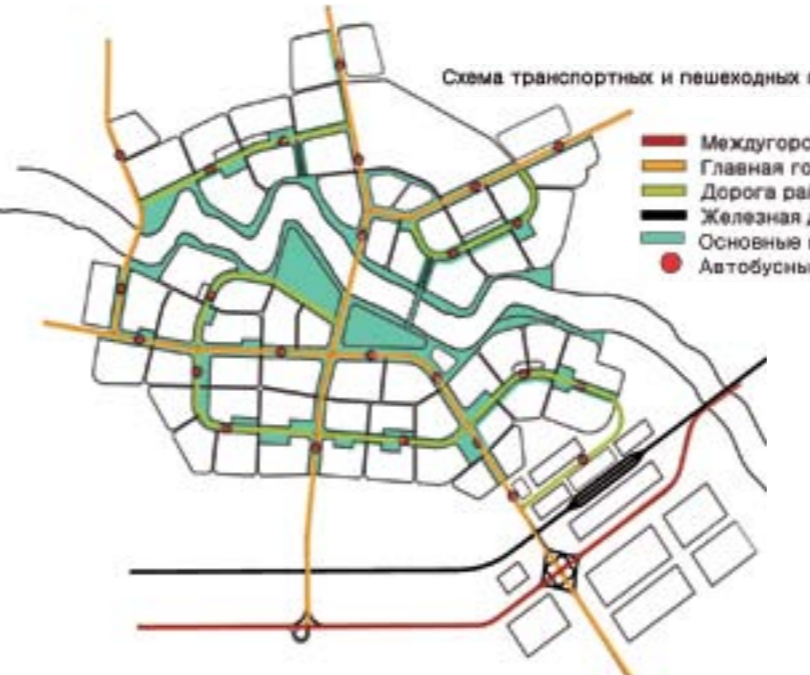 Схема транспортных и пешеходных
Междугоро
Главная го
Дорога ра
Железная д
Основные
Автобусны